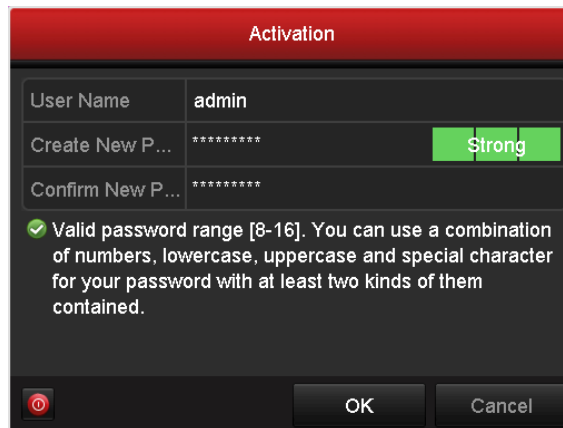 Activation
User Name admin
Create New P... ********* Strong
Confirm New P... *********
Valid password range [8-16]. You can use a combination
of numbers, lowercase, uppercase and special character
for your password with at least two kinds of them
contained.
OK Cancel